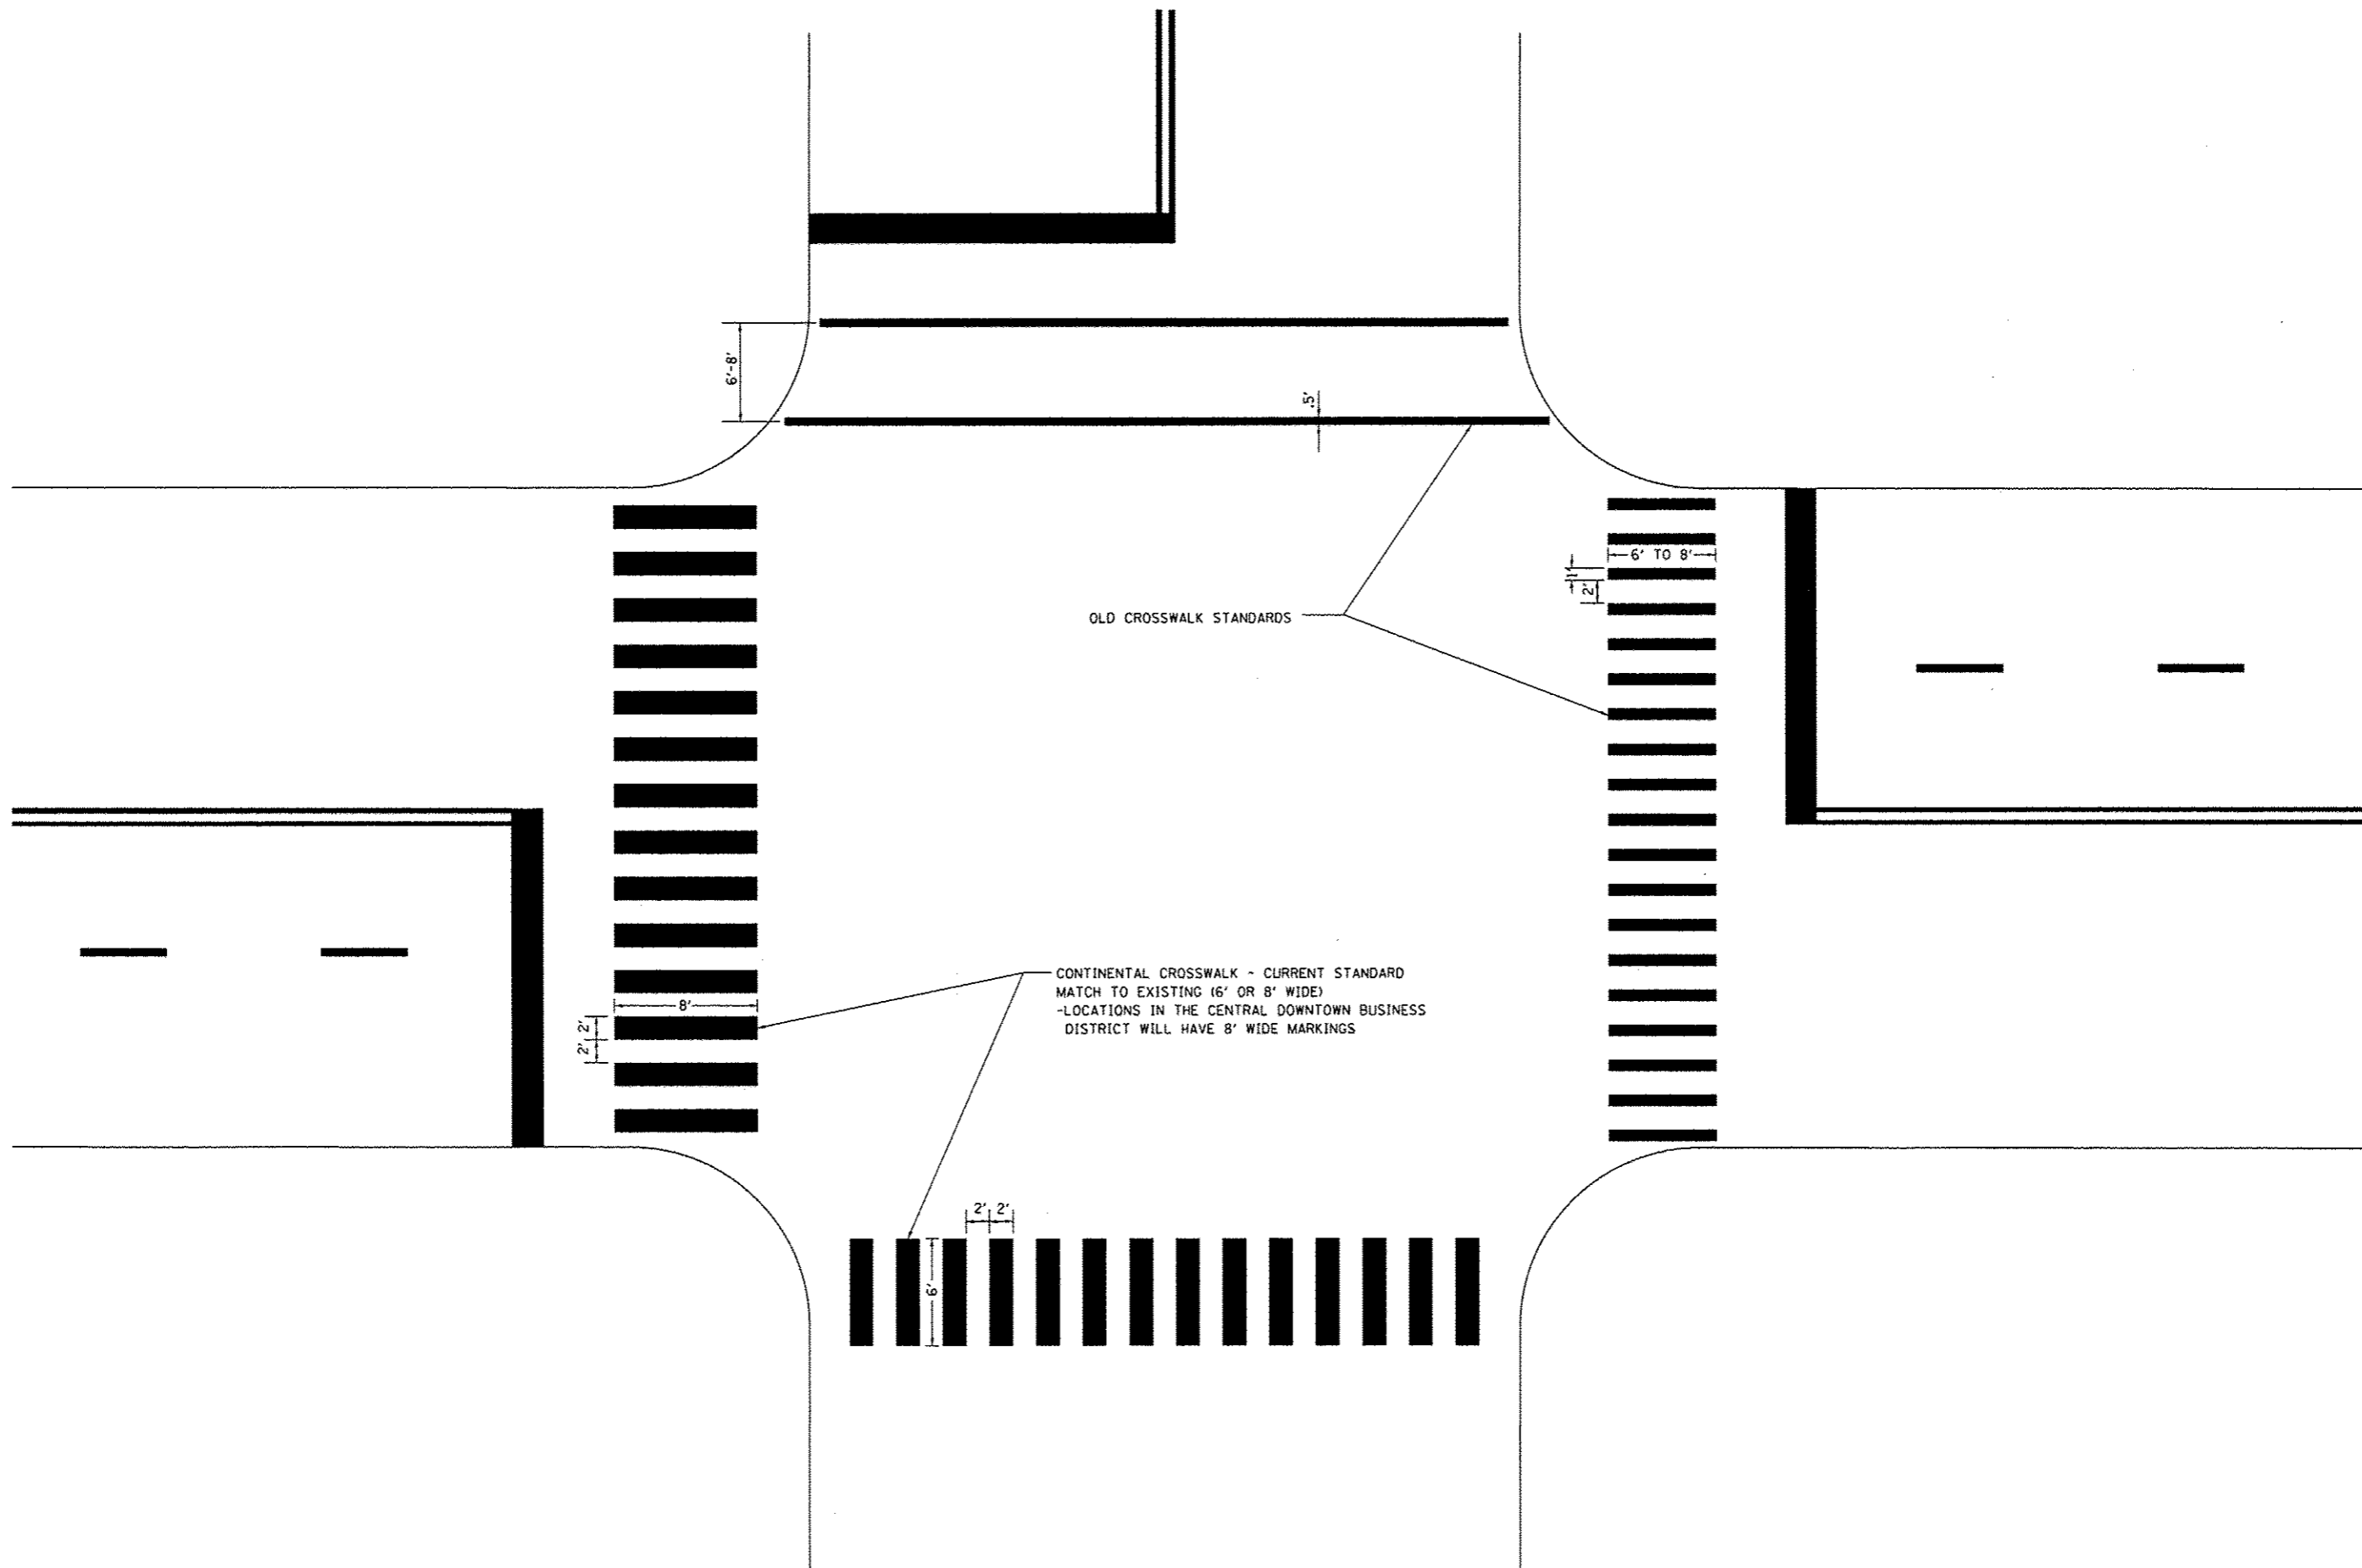 6'-8'
.5'
6' TO 8'
1'
2'
OLD CROSSWALK STANDARDS
CONTINENTAL CROSSWALK - CURRENT STANDARD
MATCH TO EXISTING (6' OR 8' WIDE)
-LOCATIONS IN THE CENTRAL DOWNTOWN BUSINESS
DISTRICT WILL HAVE 8' WIDE MARKINGS
8'
2'
2'
2' 2'
6'